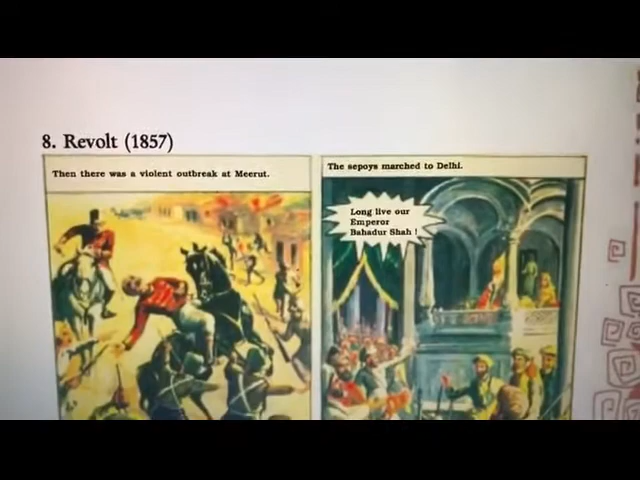 8. Revolt (1857)
Then there was a violent outbreak at Meerut.
The sepoys marched to Delhi.
Long live our
Emperor
Bahadur Shah !